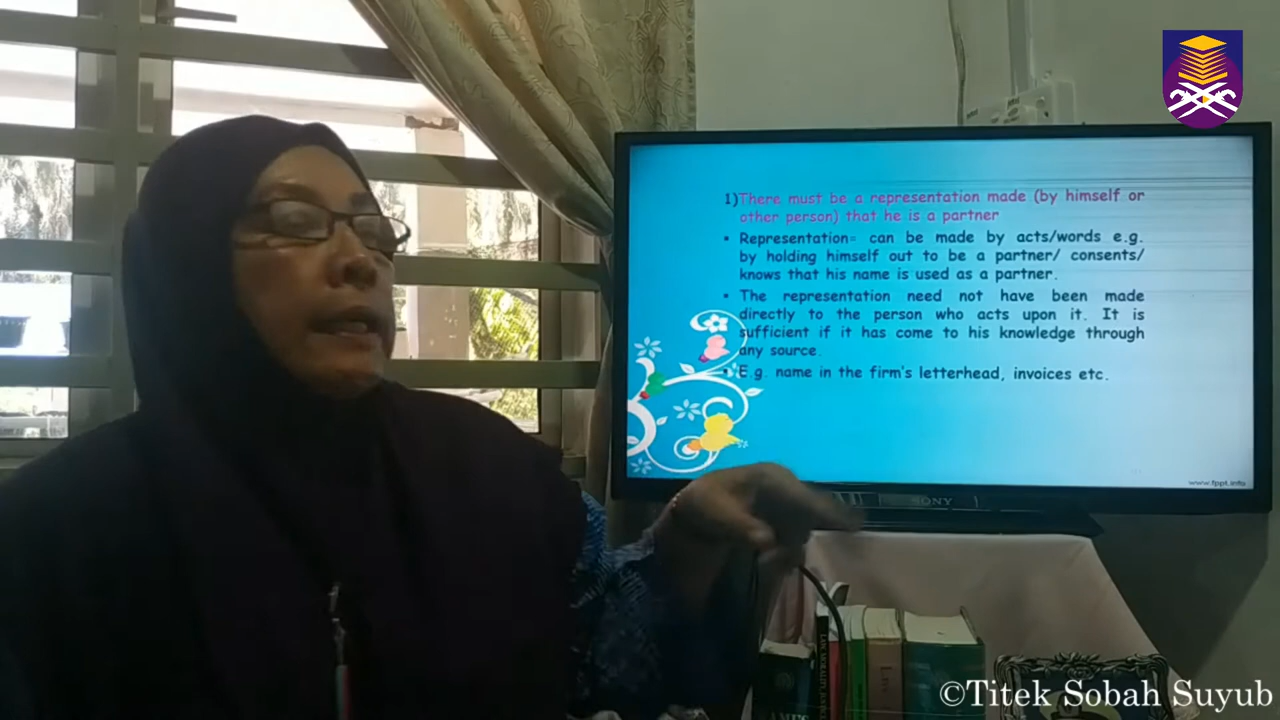 1)There must be a representation made (by himself or
other person) that he is a partner
• Representation= can be made by acts/words e.g.
by holding himself out to be a partner/ consents/
knows that his name is used as a partner.
• The representation need not have been made
directly to the person who acts upon it. It is
sufficient if it has come to his knowledge through
any source.
• E.g. name in the firm's letterhead, invoices etc.
www.fppt.info
SONY
©Titek Sobah Suyub